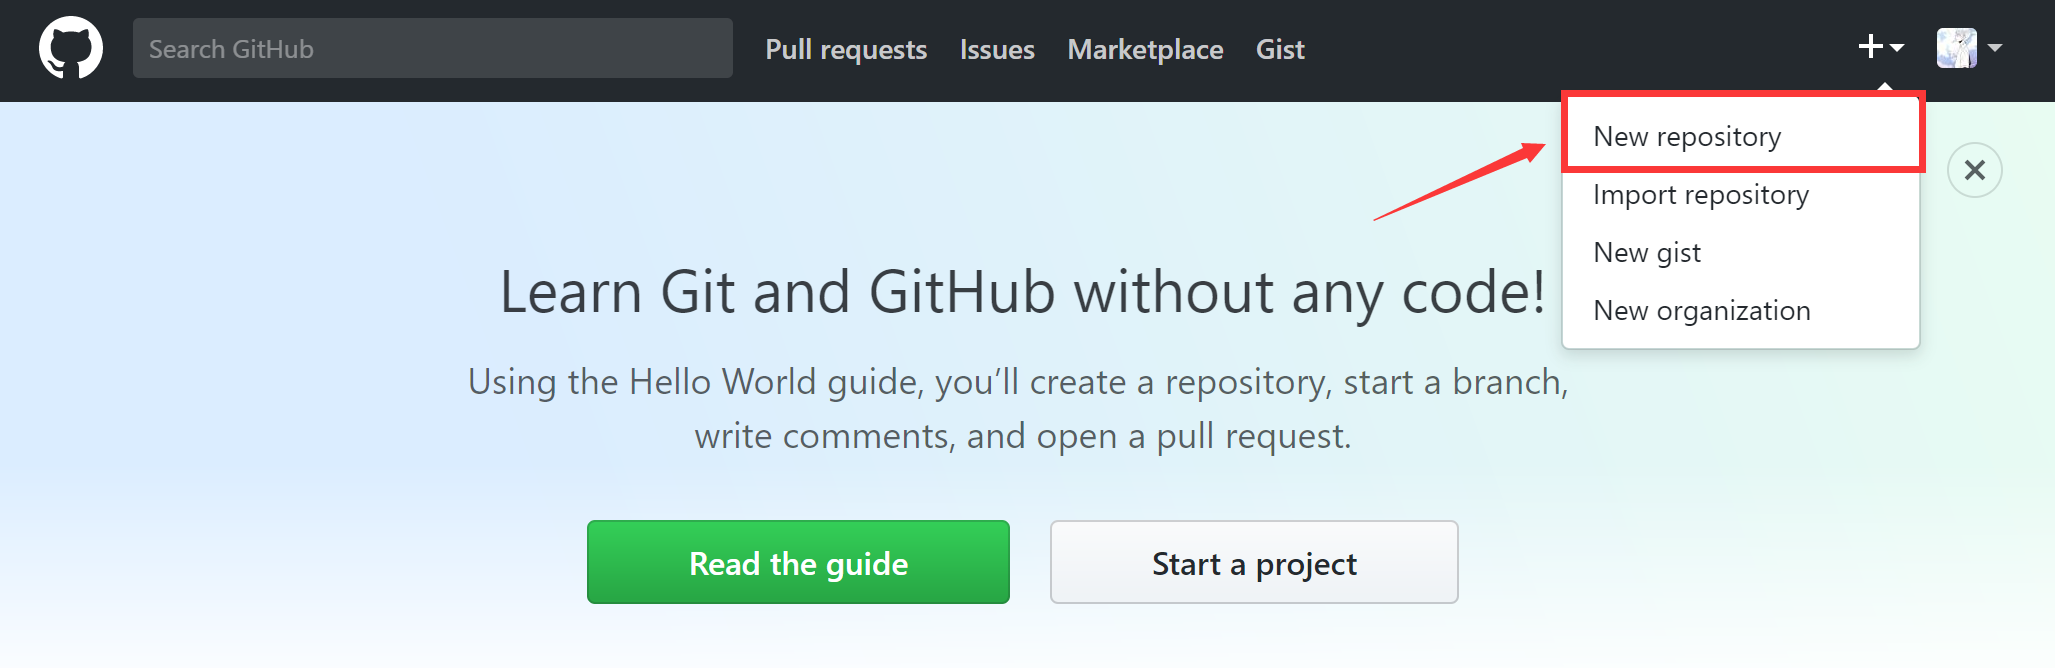 Search GitHub
Pull requests
Issues
Marketplace
Gist
New repository
Import repository
New gist
New organization
Learn Git and GitHub without any code!
Using the Hello World guide, you’ll create a repository, start a branch,
write comments, and open a pull request.
Read the guide
Start a project